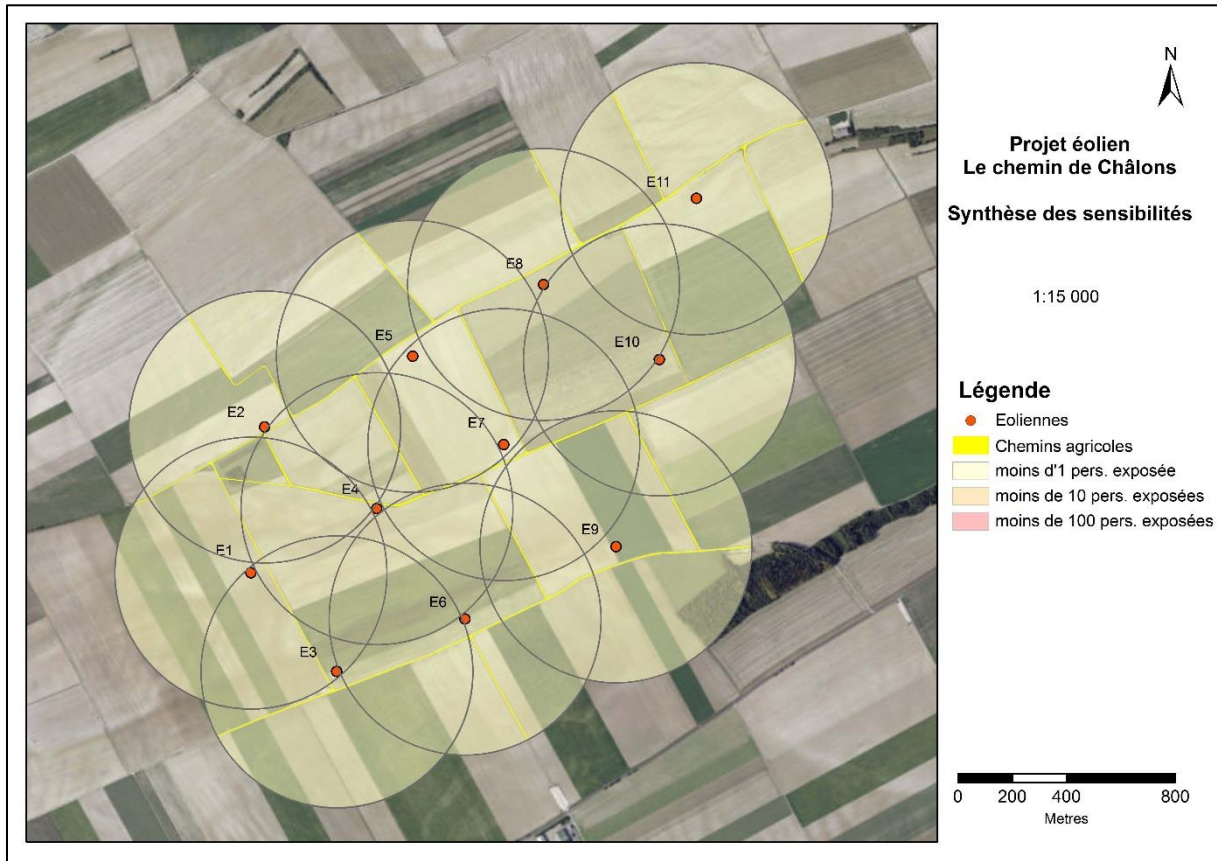 N
Projet éolien
Le chemin de Châlons
Synthèse des sensibilités
1:15 000
E11
E8
E5
E10
E2
E7
E4
E9
E1
E6
E3
Légende
Eoliennes
Chemins agricoles
moins d'1 pers. exposée
moins de 10 pers. exposées
moins de 100 pers. exposées
0 200 400 800
Metres